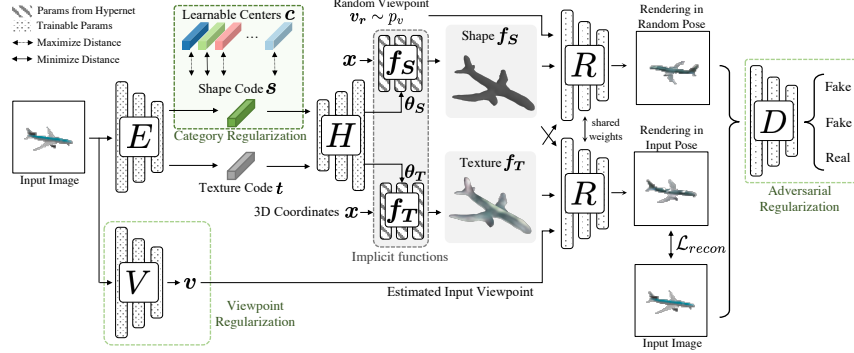 Params from Hypernet
Trainable Params
Maximize Distance
Minimize Distance
Learnable Centers c
...
Shape Code s
Category Regularization
Random Viewpoint
v_r ~ p_v
x
f_S
θ_S
Shape f_S
R
Rendering in
Random Pose
Input Image
E
H
shared
weights
Rendering in
Input Pose
D
Fake
Fake
Real
Adversarial
Regularization
Texture Code t
3D Coordinates x
θ_T
f_T
Implicit functions
Texture f_T
R
L_recon
V
v
Viewpoint
Regularization
Estimated Input Viewpoint
Input Image